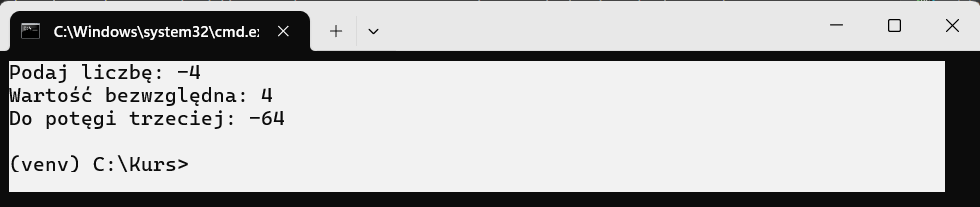 C:\Windows\system32\cmd.e
Podaj liczbę: -4
Wartość bezwzględna: 4
Do potęgi trzeciej: -64
(venv) C:\Kurs>